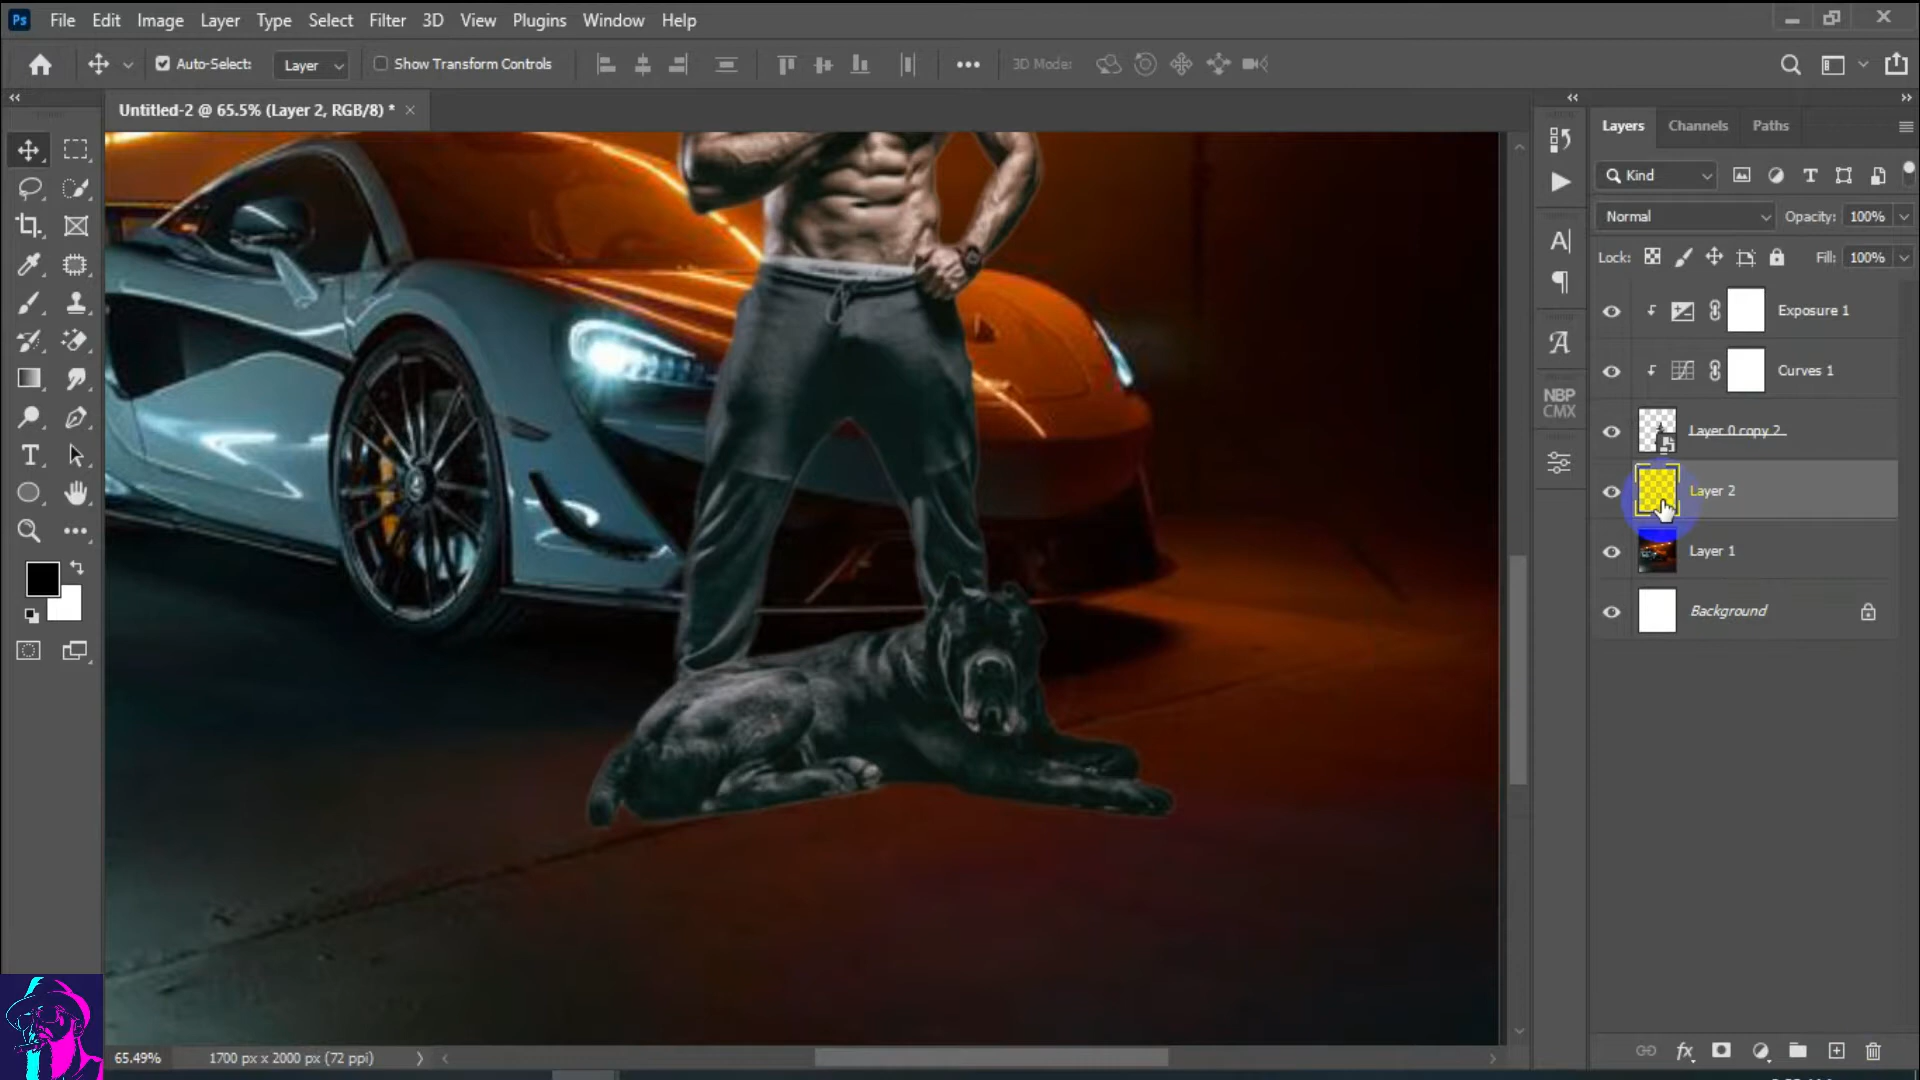 Ps File Edit Image Layer Type Select Filter 3D View Plugins Window Help
Auto-Select: Layer Show Transform Controls 3D Mode:
Untitled-2 @ 65.5% (Layer 2, RGB/8) *
Layers Channels Paths
Kind
Normal Opacity: 100%
Lock: Fill: 100%
Exposure 1
Curves 1
NBP
CMX
Layer 0 copy 2
Layer 2
Layer 1
Background
65.49% 1700 px x 2000 px (72 ppi)